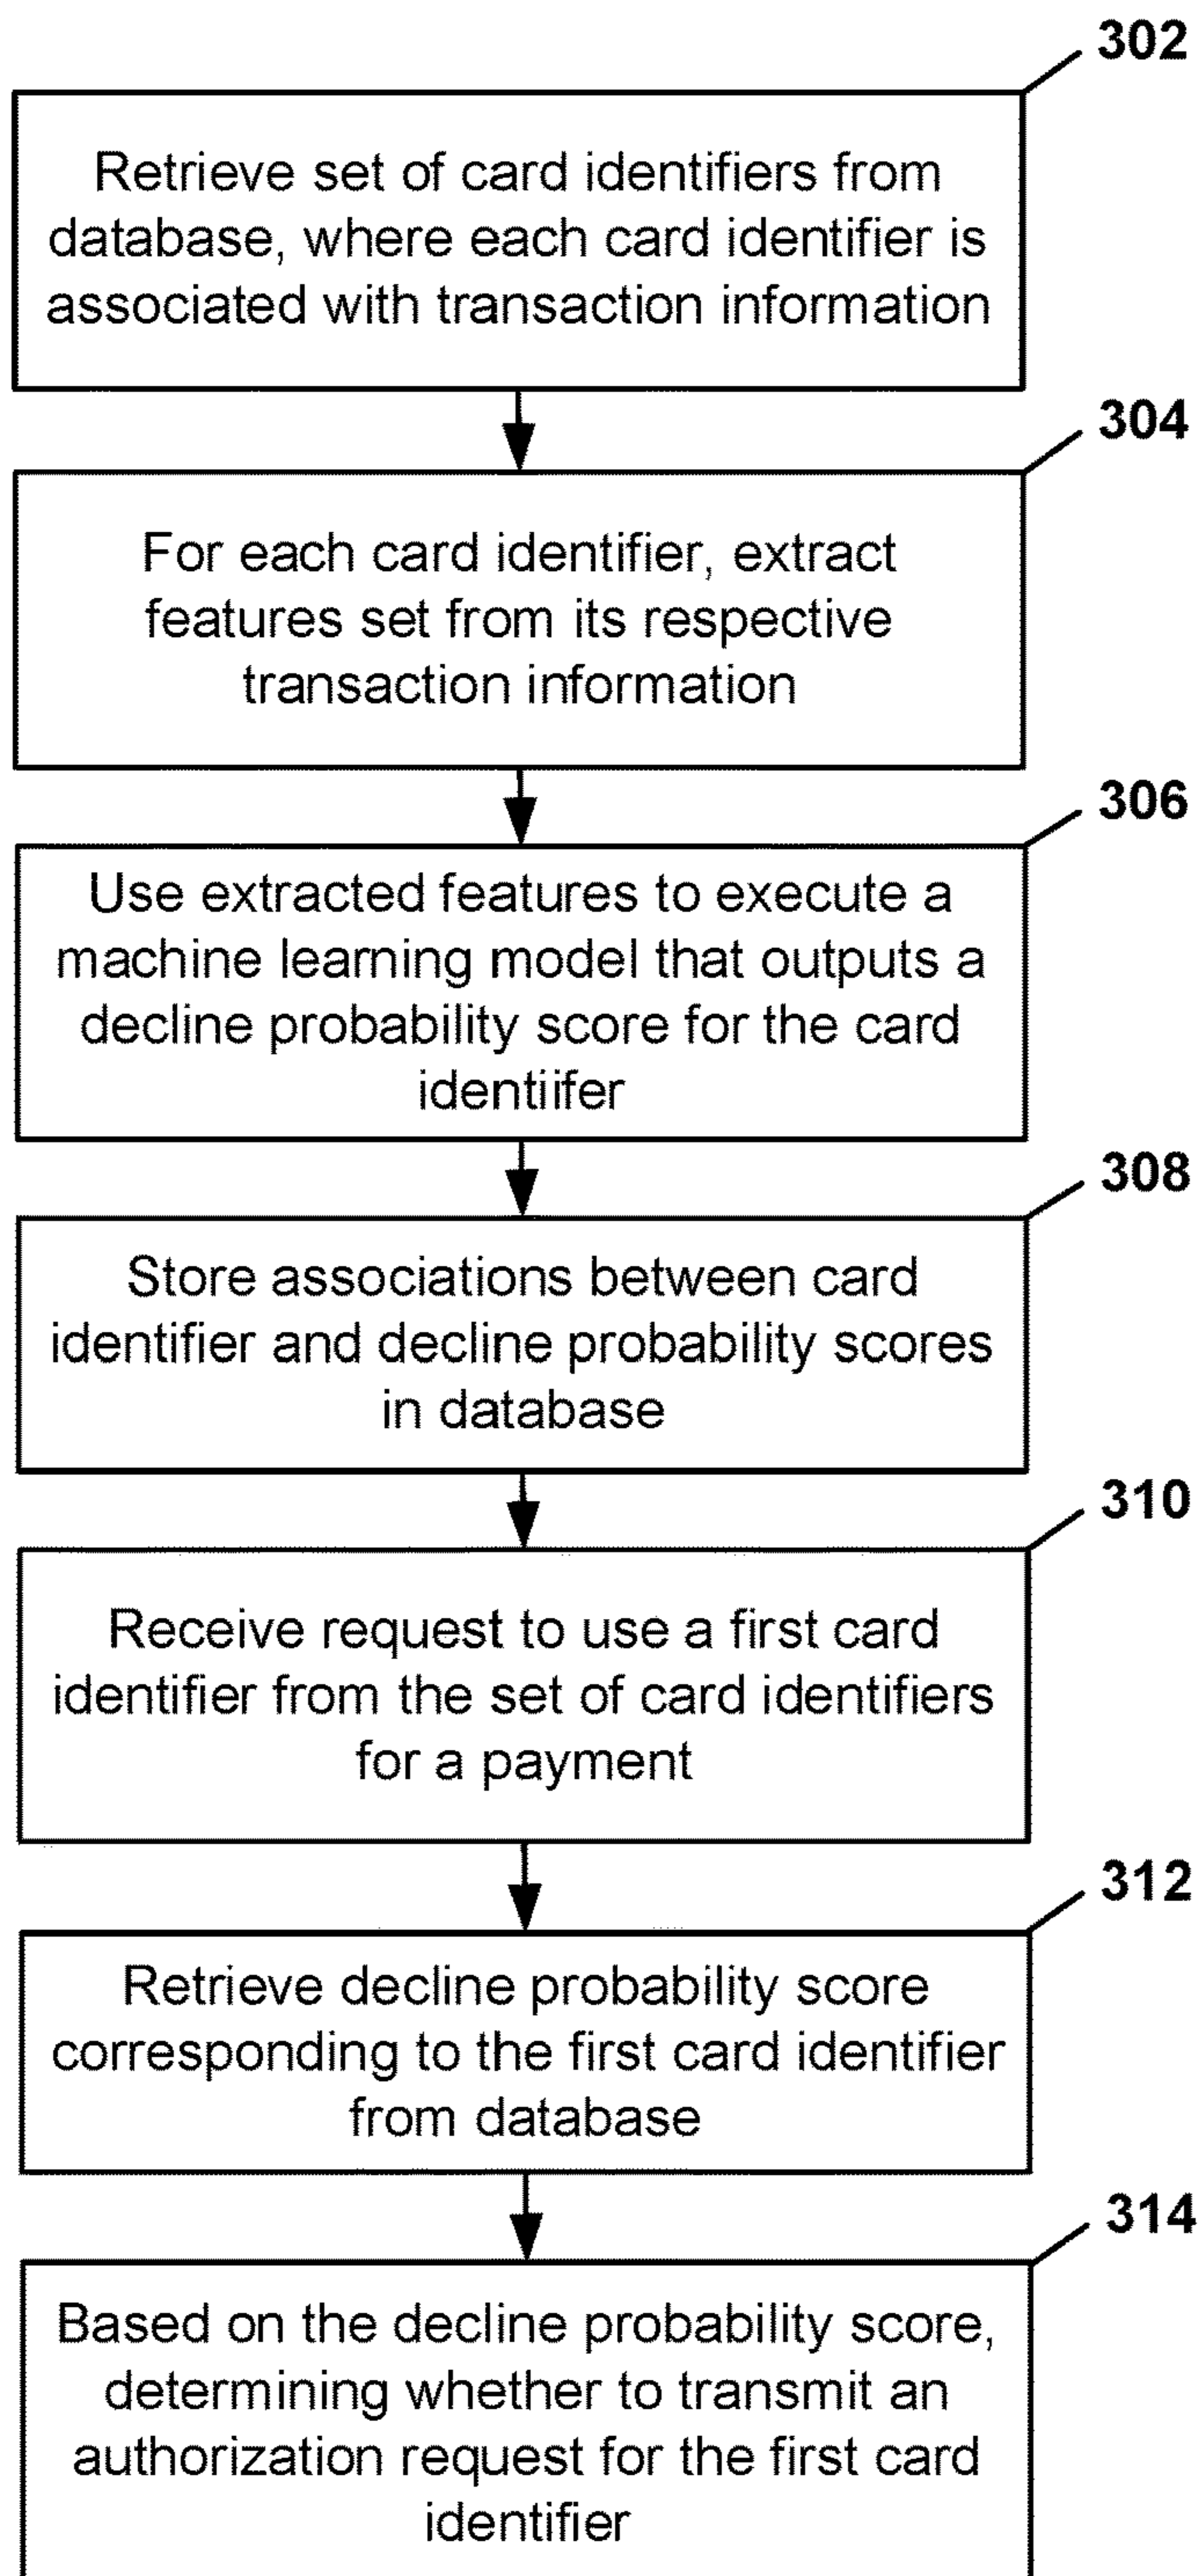 302
Retrieve set of card identifiers from
database, where each card identifier is
associated with transaction information
304
For each card identifier, extract
features set from its respective
transaction information
306
Use extracted features to execute a
machine learning model that outputs a
decline probability score for the card
identiifer
308
Store associations between card
identifier and decline probability scores
in database
310
Receive request to use a first card
identifier from the set of card identifiers
for a payment
312
Retrieve decline probability score
corresponding to the first card identifier
from database
314
Based on the decline probability score,
determining whether to transmit an
authorization request for the first card
identifier